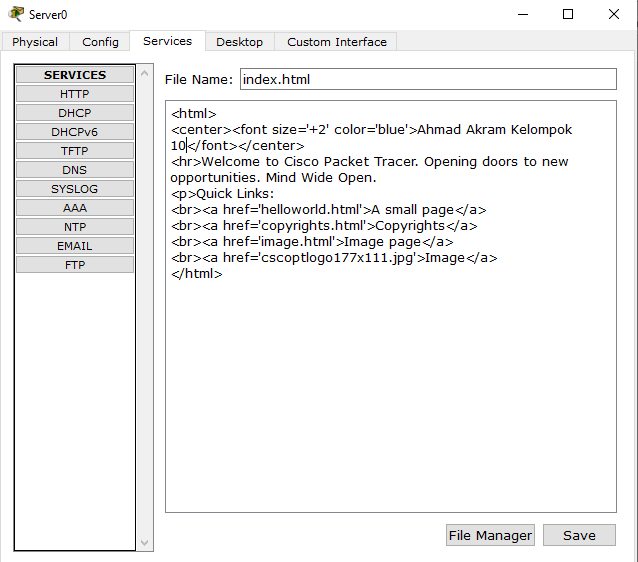 Server0
Physical Config Services Desktop Custom Interface
SERVICES
HTTP
DHCP
DHCPv6
TFTP
DNS
SYSLOG
AAA
NTP
EMAIL
FTP
File Name: index.html
<html>
<center><font size='+2' color='blue'>Ahmad Akram Kelompok
10</font></center>
<hr>Welcome to Cisco Packet Tracer. Opening doors to new
opportunities. Mind Wide Open.
<p>Quick Links:
<br><a href='helloworld.html'>A small page</a>
<br><a href='copyrights.html'>Copyrights</a>
<br><a href='image.html'>Image page</a>
<br><a href='cscoptlogo177x111.jpg'>Image</a>
</html>
File Manager Save